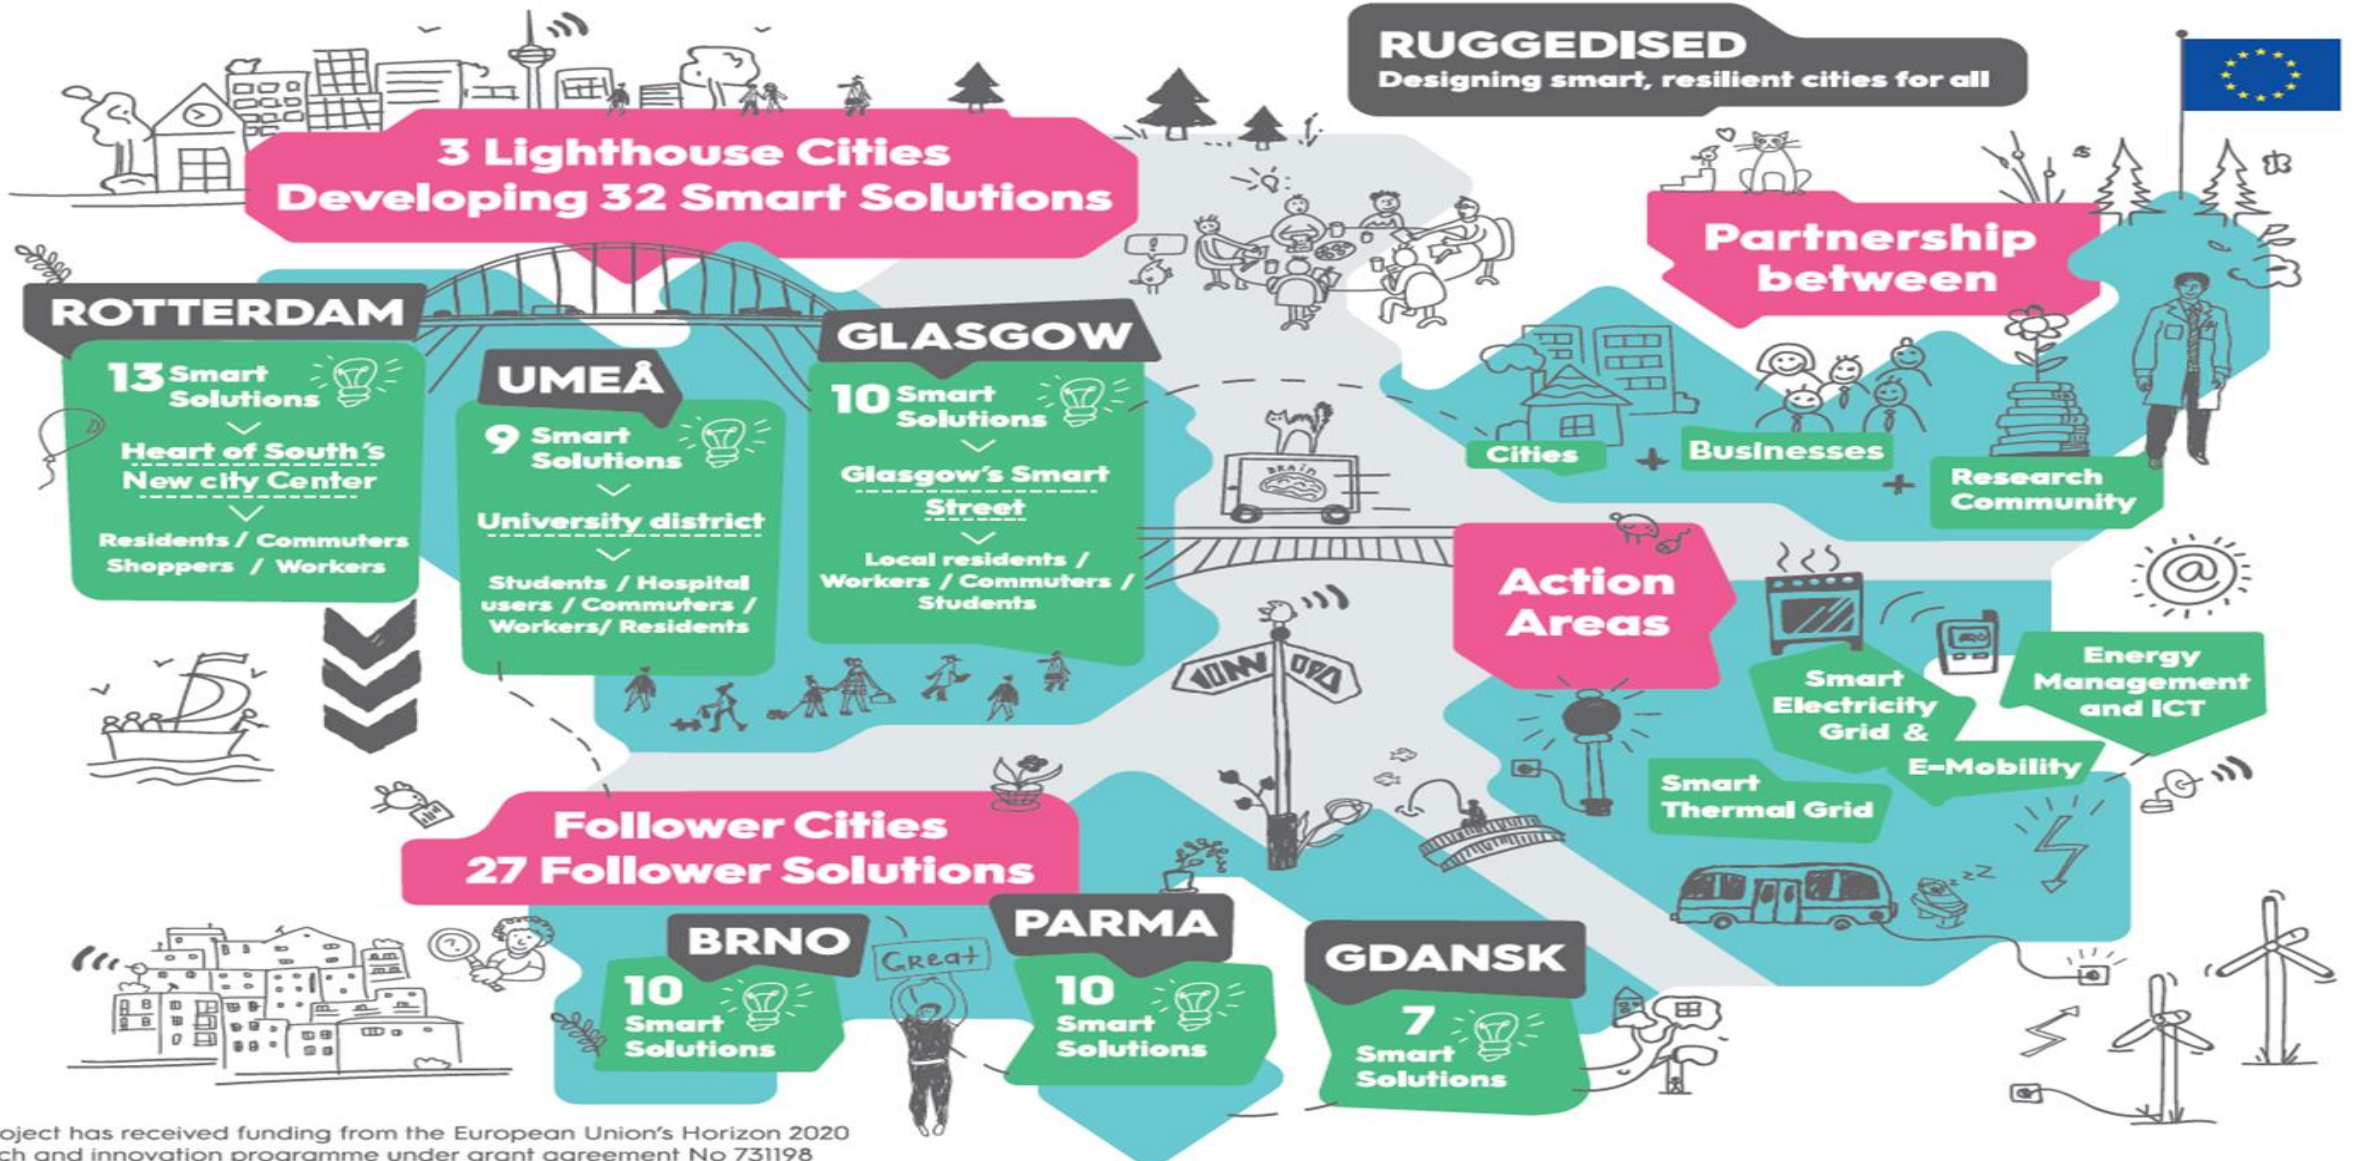 RUGGEDISED
Designing smart, resilient cities for all
3 Lighthouse Cities
Developing 32 Smart Solutions
ROTTERDAM
13 Smart
Solutions
Heart of South's
New city Center
Residents / Commuters
Shoppers / Workers
UMEÅ
9 Smart
Solutions
University district
Students / Hospital
users / Commuters /
Workers/ Residents
GLASGOW
10 Smart
Solutions
Glasgow's Smart
Street
Local residents /
Workers / Commuters /
Students
BRAIN
Partnership
between
Cities
+
Businesses
+
Research
Community
Action
Areas
@
Smart
Electricity
Grid &
E-Mobility
Energy
Management
and ICT
Smart
Thermal Grid
zzZ
Follower Cities
27 Follower Solutions
BRNO
10
Smart
Solutions
GReat
PARMA
10
Smart
Solutions
GDANSK
7
Smart
Solutions
oject has received funding from the European Union's Horizon 2020
ch and innovation programme under grant agreement No 731198